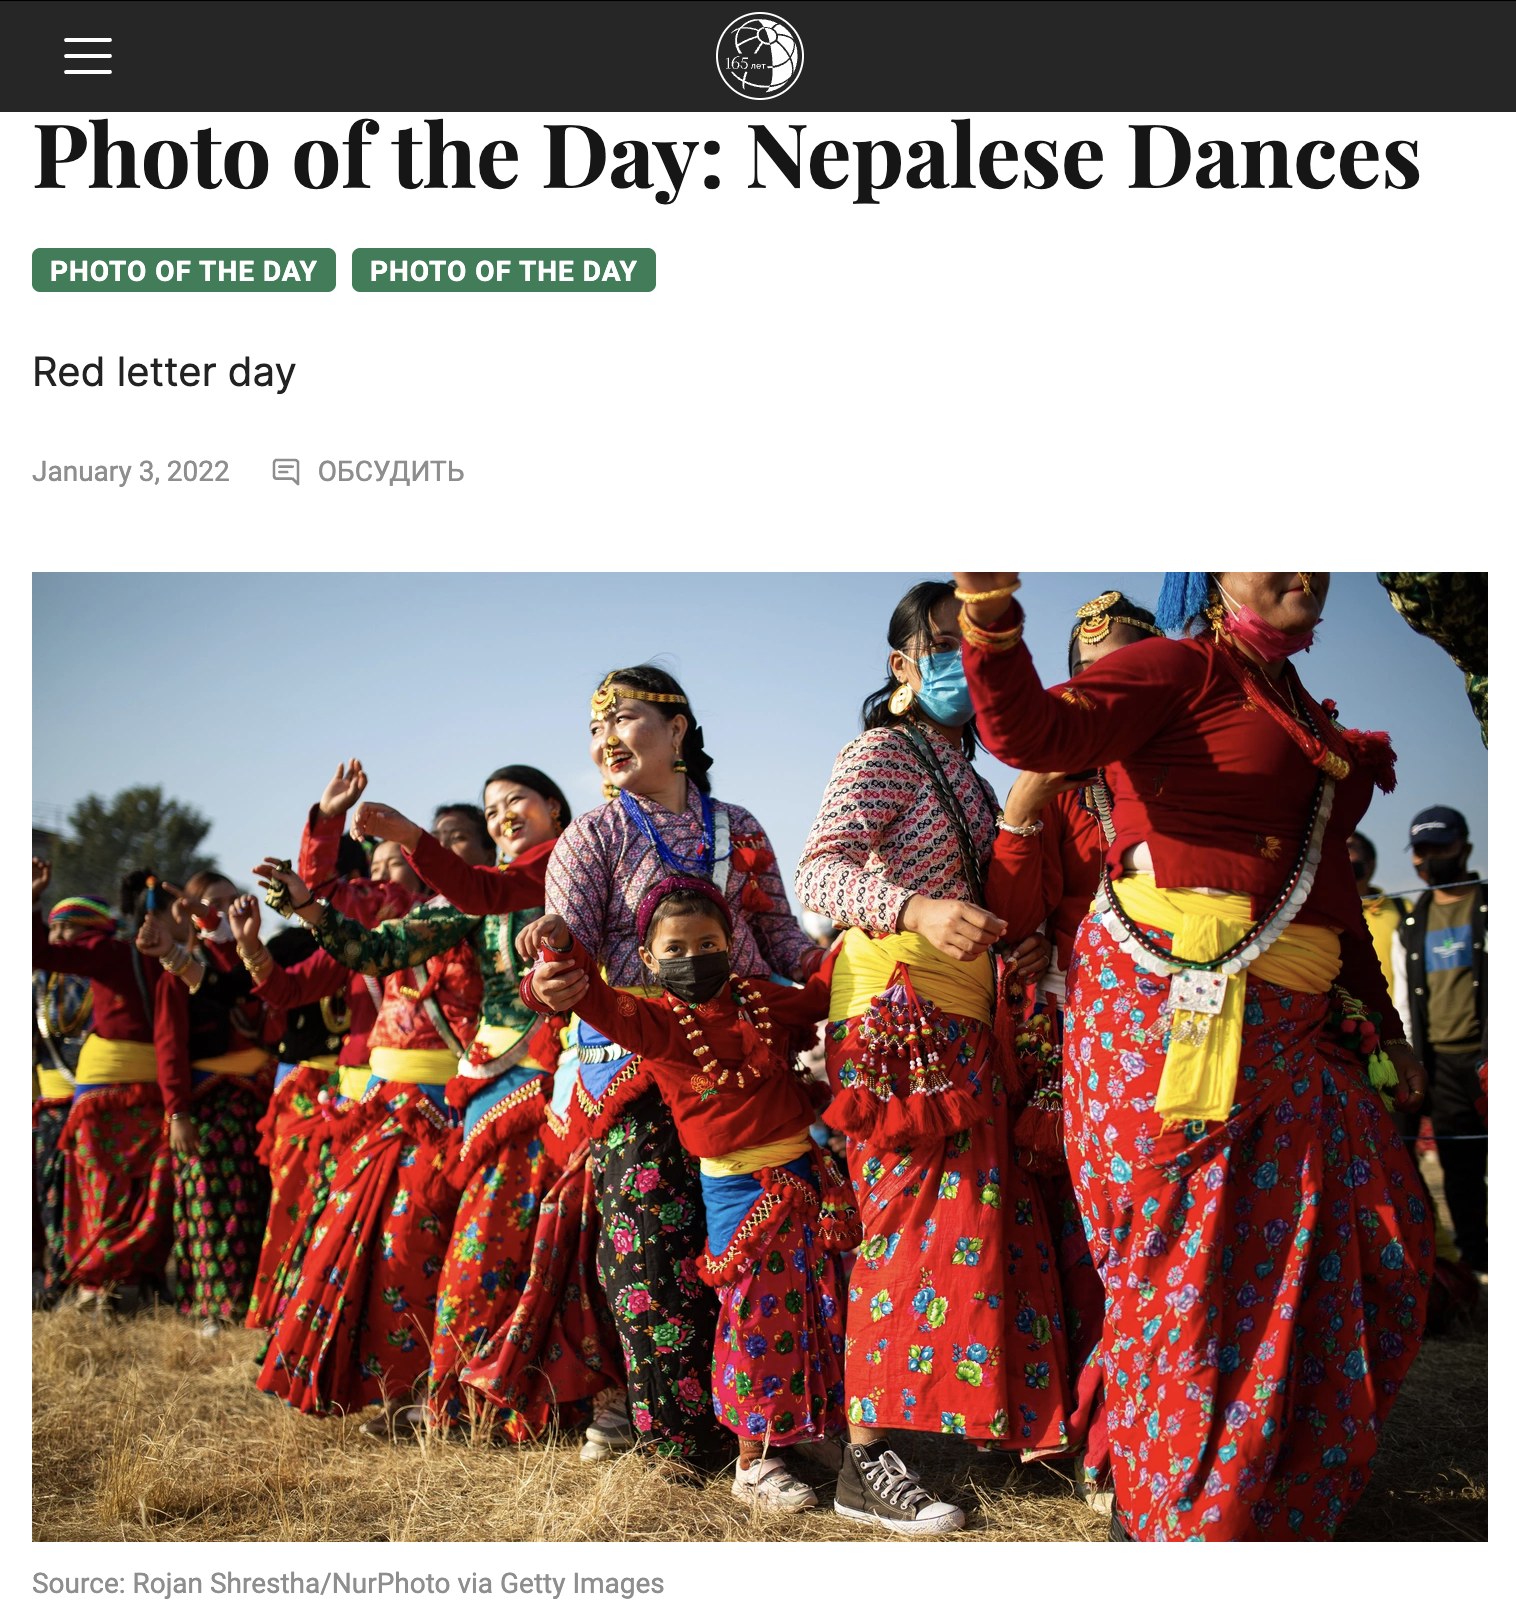 165 лет
Photo of the Day: Nepalese Dances
PHOTO OF THE DAY PHOTO OF THE DAY
Red letter day
January 3, 2022 ОБСУДИТЬ
Source: Rojan Shrestha/NurPhoto via Getty Images